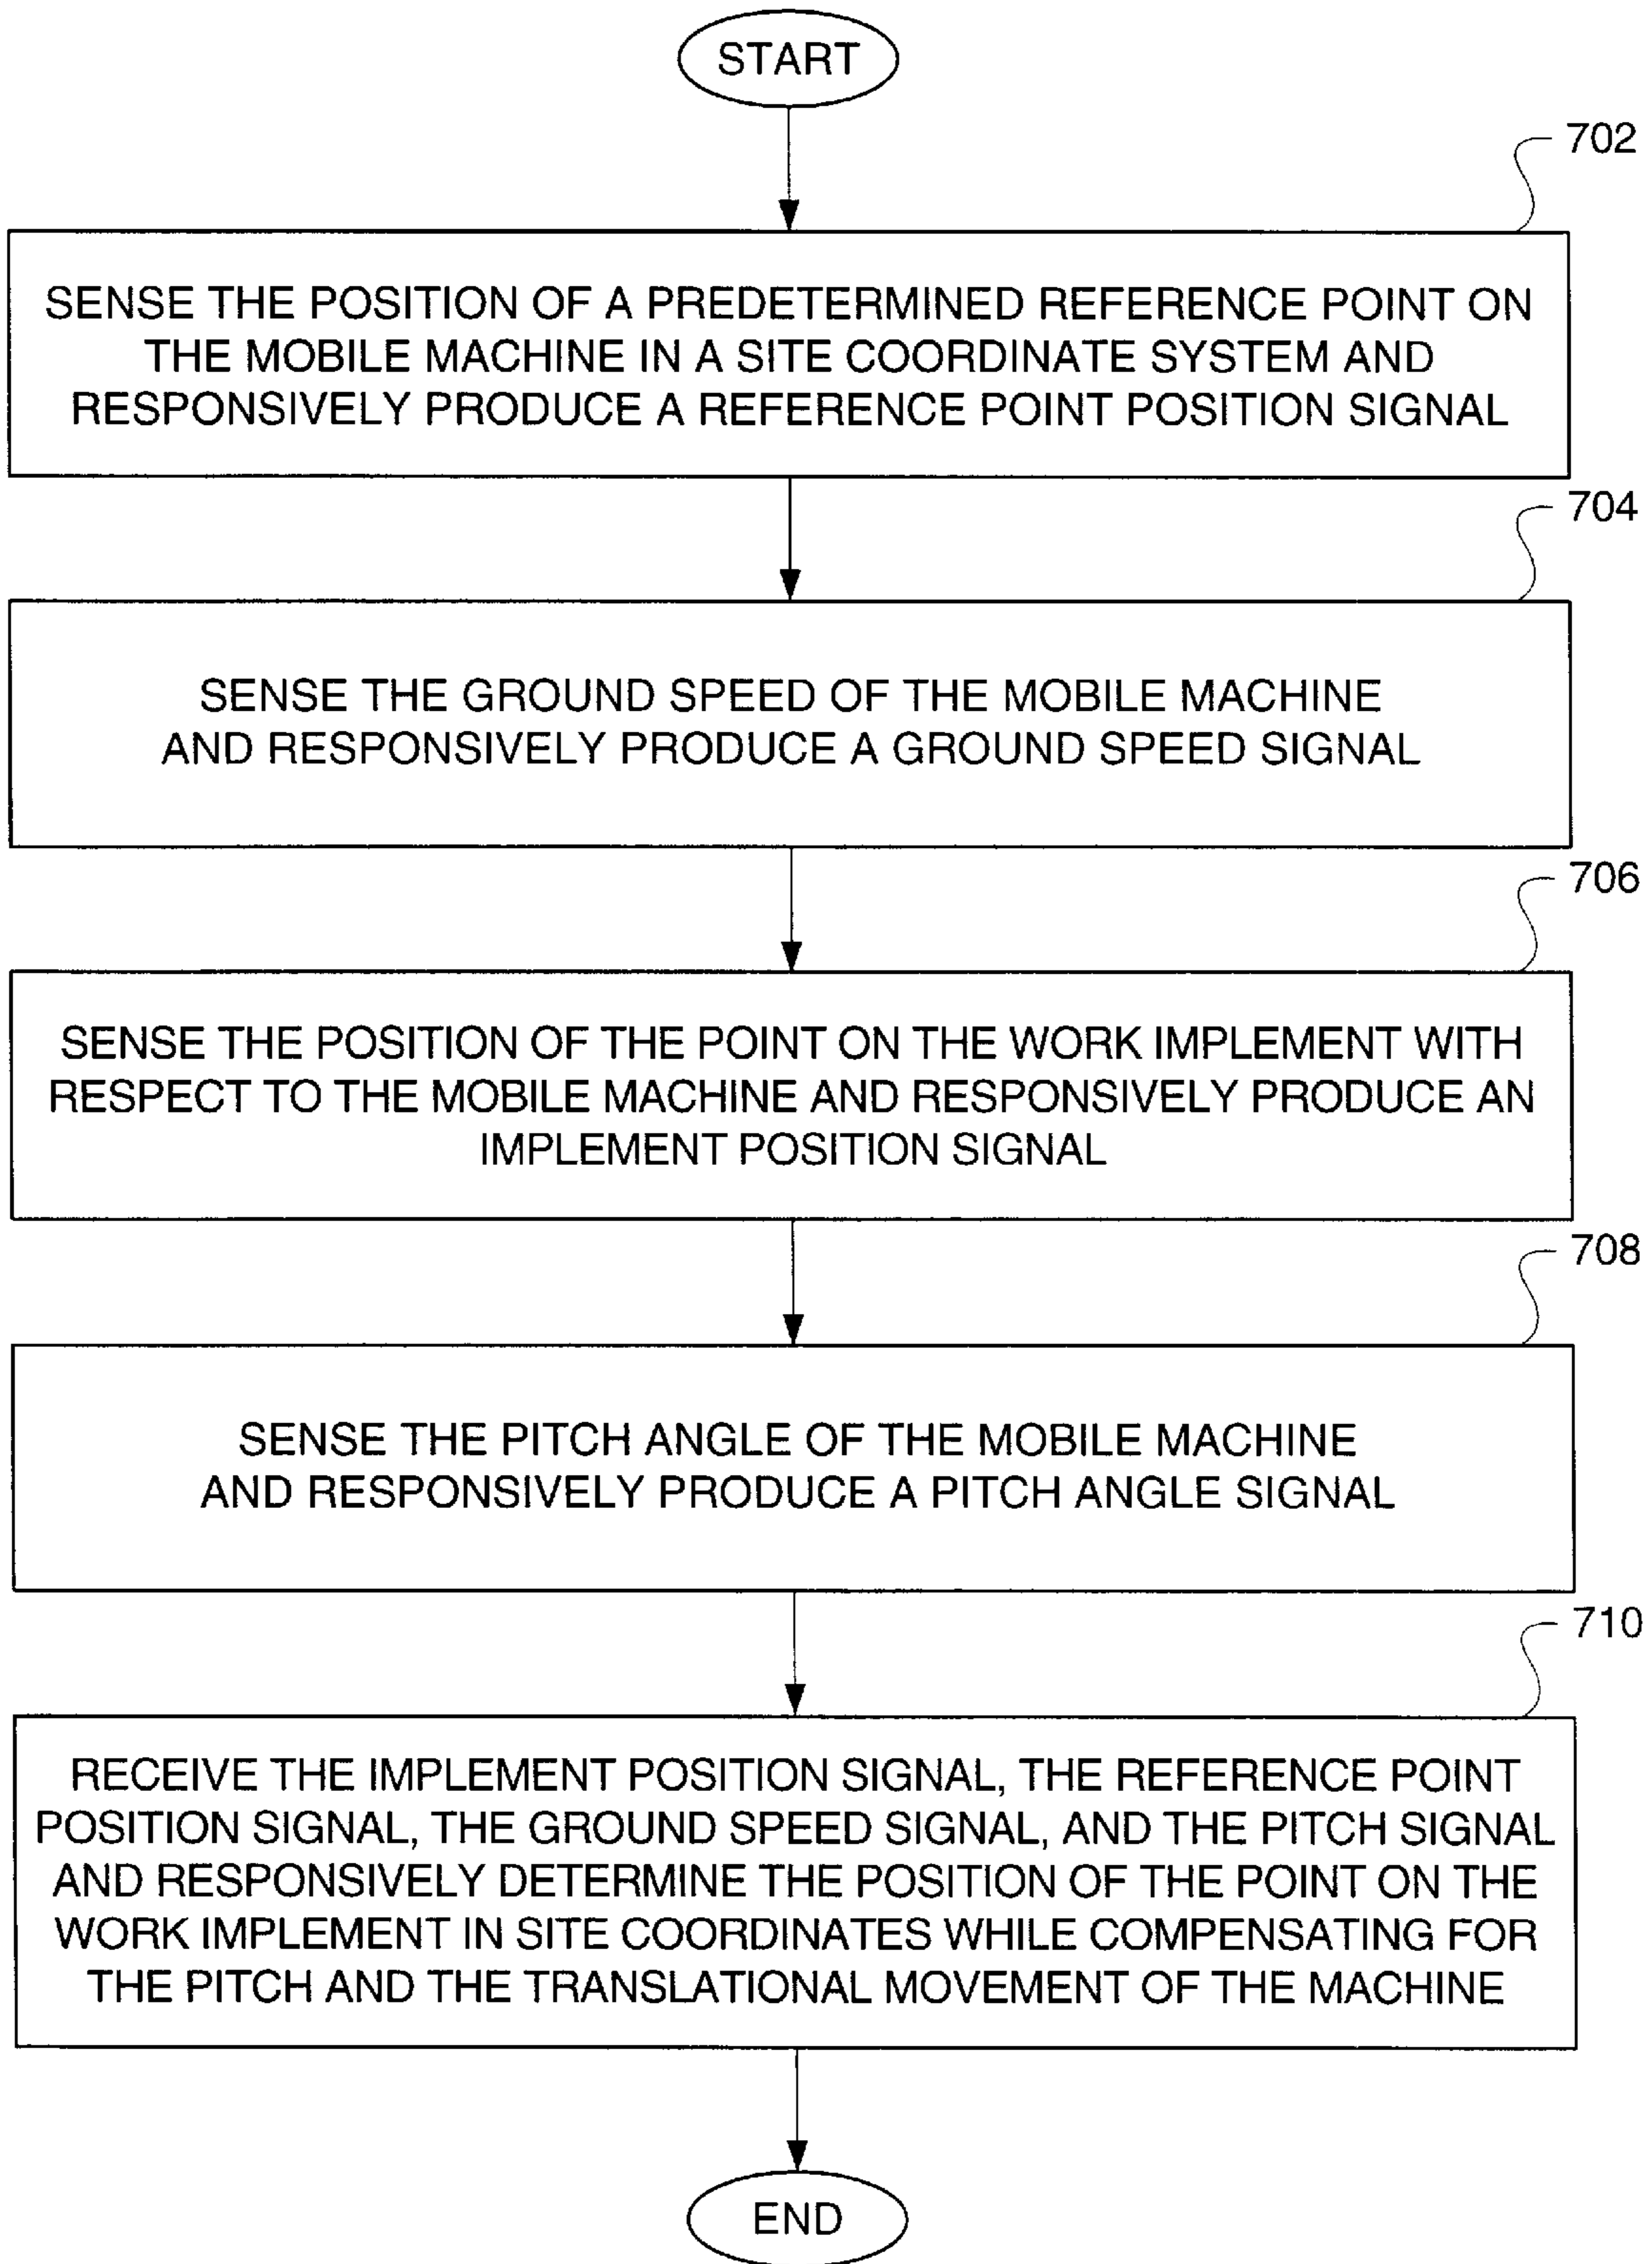 START
702
SENSE THE POSITION OF A PREDETERMINED REFERENCE POINT ON
THE MOBILE MACHINE IN A SITE COORDINATE SYSTEM AND
RESPONSIVELY PRODUCE A REFERENCE POINT POSITION SIGNAL
704
SENSE THE GROUND SPEED OF THE MOBILE MACHINE
AND RESPONSIVELY PRODUCE A GROUND SPEED SIGNAL
706
SENSE THE POSITION OF THE POINT ON THE WORK IMPLEMENT WITH
RESPECT TO THE MOBILE MACHINE AND RESPONSIVELY PRODUCE AN
IMPLEMENT POSITION SIGNAL
708
SENSE THE PITCH ANGLE OF THE MOBILE MACHINE
AND RESPONSIVELY PRODUCE A PITCH ANGLE SIGNAL
710
RECEIVE THE IMPLEMENT POSITION SIGNAL, THE REFERENCE POINT
POSITION SIGNAL, THE GROUND SPEED SIGNAL, AND THE PITCH SIGNAL
AND RESPONSIVELY DETERMINE THE POSITION OF THE POINT ON THE
WORK IMPLEMENT IN SITE COORDINATES WHILE COMPENSATING FOR
THE PITCH AND THE TRANSLATIONAL MOVEMENT OF THE MACHINE
END